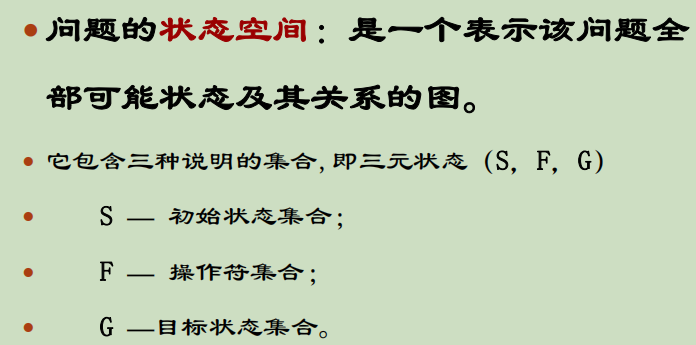 •问题的状态空间：是一个表示该问题全
部可能状态及其关系的图。
• 它包含三种说明的集合,即三元状态（S，F，G）
• S — 初始状态集合；
• F — 操作符集合；
• G —目标状态集合。